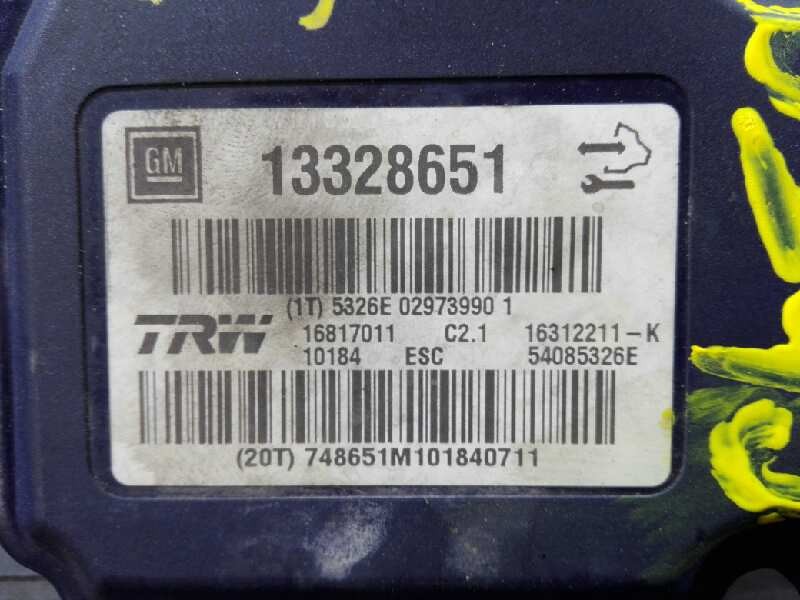 GM 13328651
(1T) 5326E 02973990 1
TRW 16817011 C2.1 16312211-K
10184 ESC 54085326E
(20T) 748651M101840711